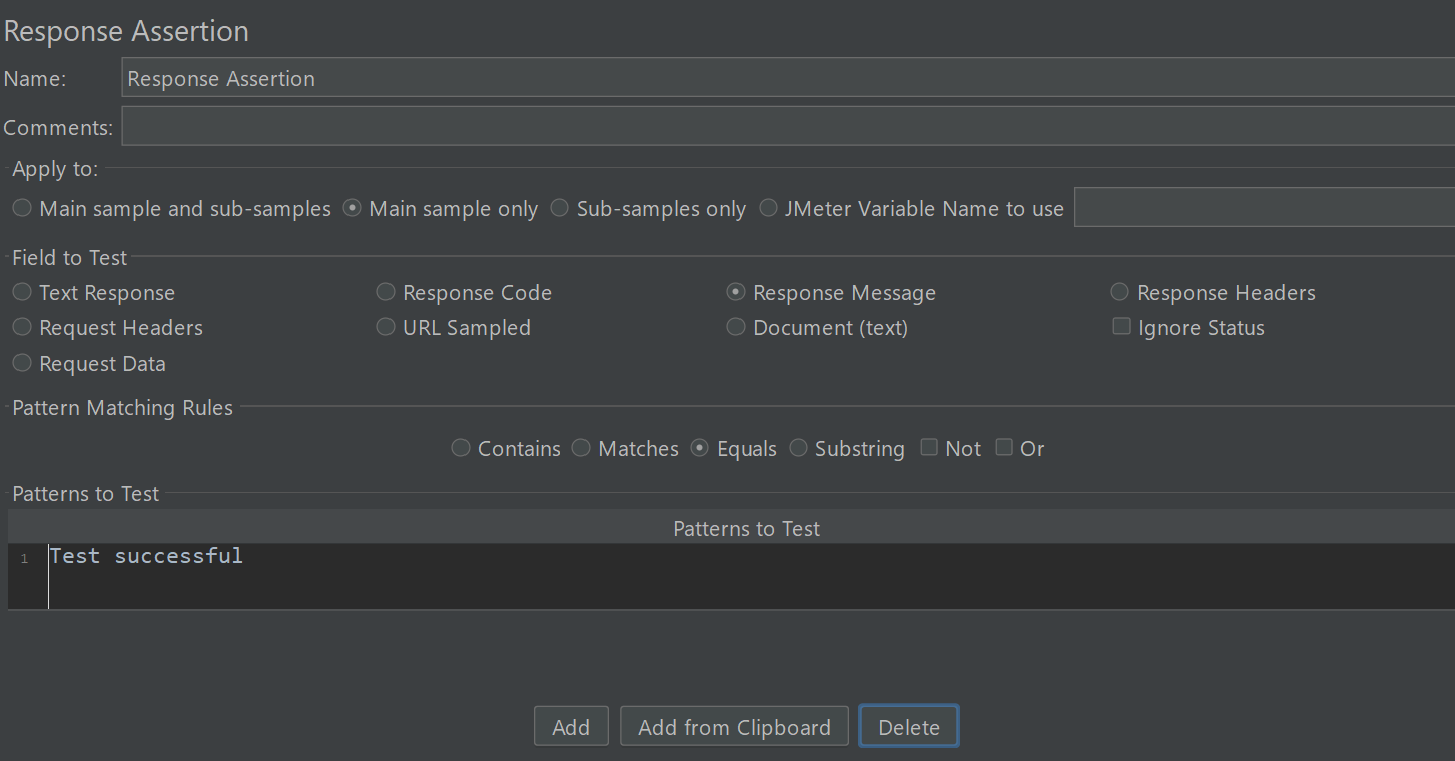 Response Assertion
Name: Response Assertion
Comments:
Apply to:
Main sample and sub-samples Main sample only Sub-samples only JMeter Variable Name to use
Field to Test
Text Response Response Code Response Message Response Headers
Request Headers URL Sampled Document (text) Ignore Status
Request Data
Pattern Matching Rules
Contains Matches Equals Substring Not Or
Patterns to Test
Patterns to Test
1 Test successful
Add Add from Clipboard Delete